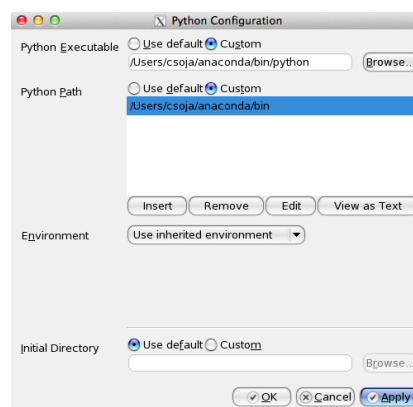 Python Configuration
Python Executable Use default Custom
/Users/csoja/anaconda/bin/python Browse...
Python Path Use default Custom
/Users/csoja/anaconda/bin
Insert Remove Edit View as Text
Environment Use inherited environment
Initial Directory Use default Custom
Browse...
OK Cancel Apply